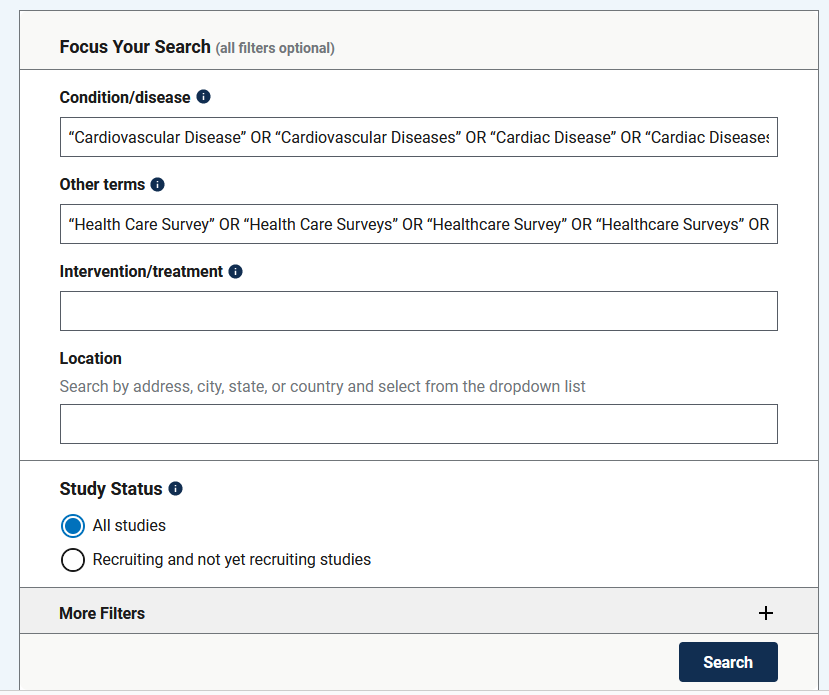 Focus Your Search (all filters optional)
Condition/disease
“Cardiovascular Disease” OR “Cardiovascular Diseases” OR “Cardiac Disease” OR “Cardiac Diseases
Other terms
“Health Care Survey” OR “Health Care Surveys” OR “Healthcare Survey” OR “Healthcare Surveys” OR
Intervention/treatment
Location
Search by address, city, state, or country and select from the dropdown list
Study Status
All studies
Recruiting and not yet recruiting studies
More Filters
Search